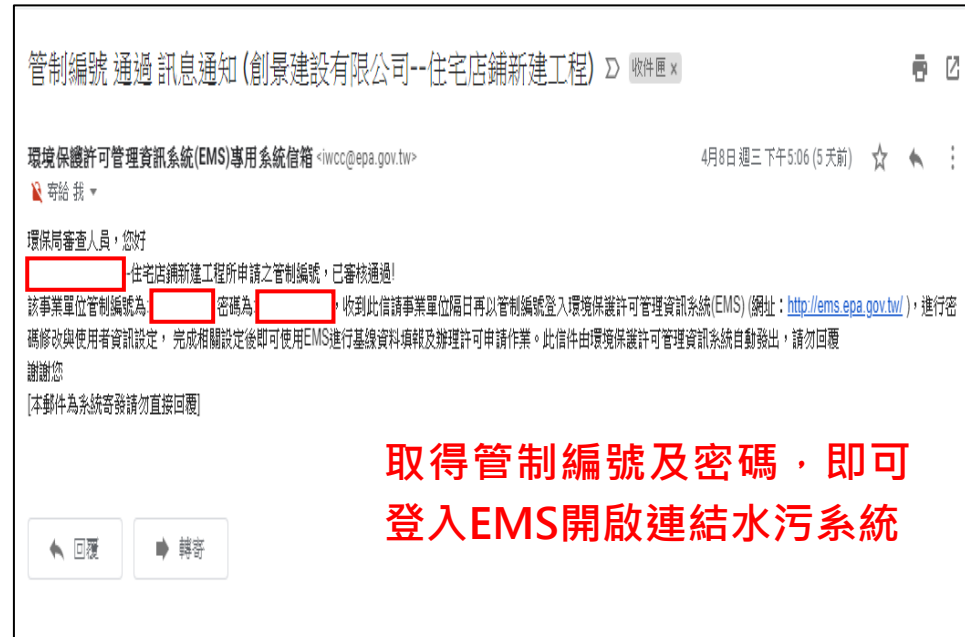 管制編號 通過 訊息通知 (創景建設有限公司--住宅店鋪新建工程) 收件匣 x
環境保護許可管理資訊系統(EMS)專用系統信箱 <iwcc@epa.gov.tw>
4月8日 週三 下午5:06 (5 天前)
寄給 我
環保局審查人員，您好
-住宅店鋪新建工程所申請之管制編號，已審核通過!
該事業單位管制編號為: 密碼為: ，收到此信請事業單位隔日再以管制編號登入環境保護許可管理資訊系統(EMS) (網址：http://ems.epa.gov.tw/ )，進行密
碼修改與使用者資訊設定， 完成相關設定後即可使用EMS進行基線資料填報及辦理許可申請作業。此信件由環境保護許可管理資訊系統自動發出，請勿回覆
謝謝您
[本郵件為系統寄發請勿直接回覆]
取得管制編號及密碼，即可
登入EMS開啟連結水污系統
回覆
轉寄